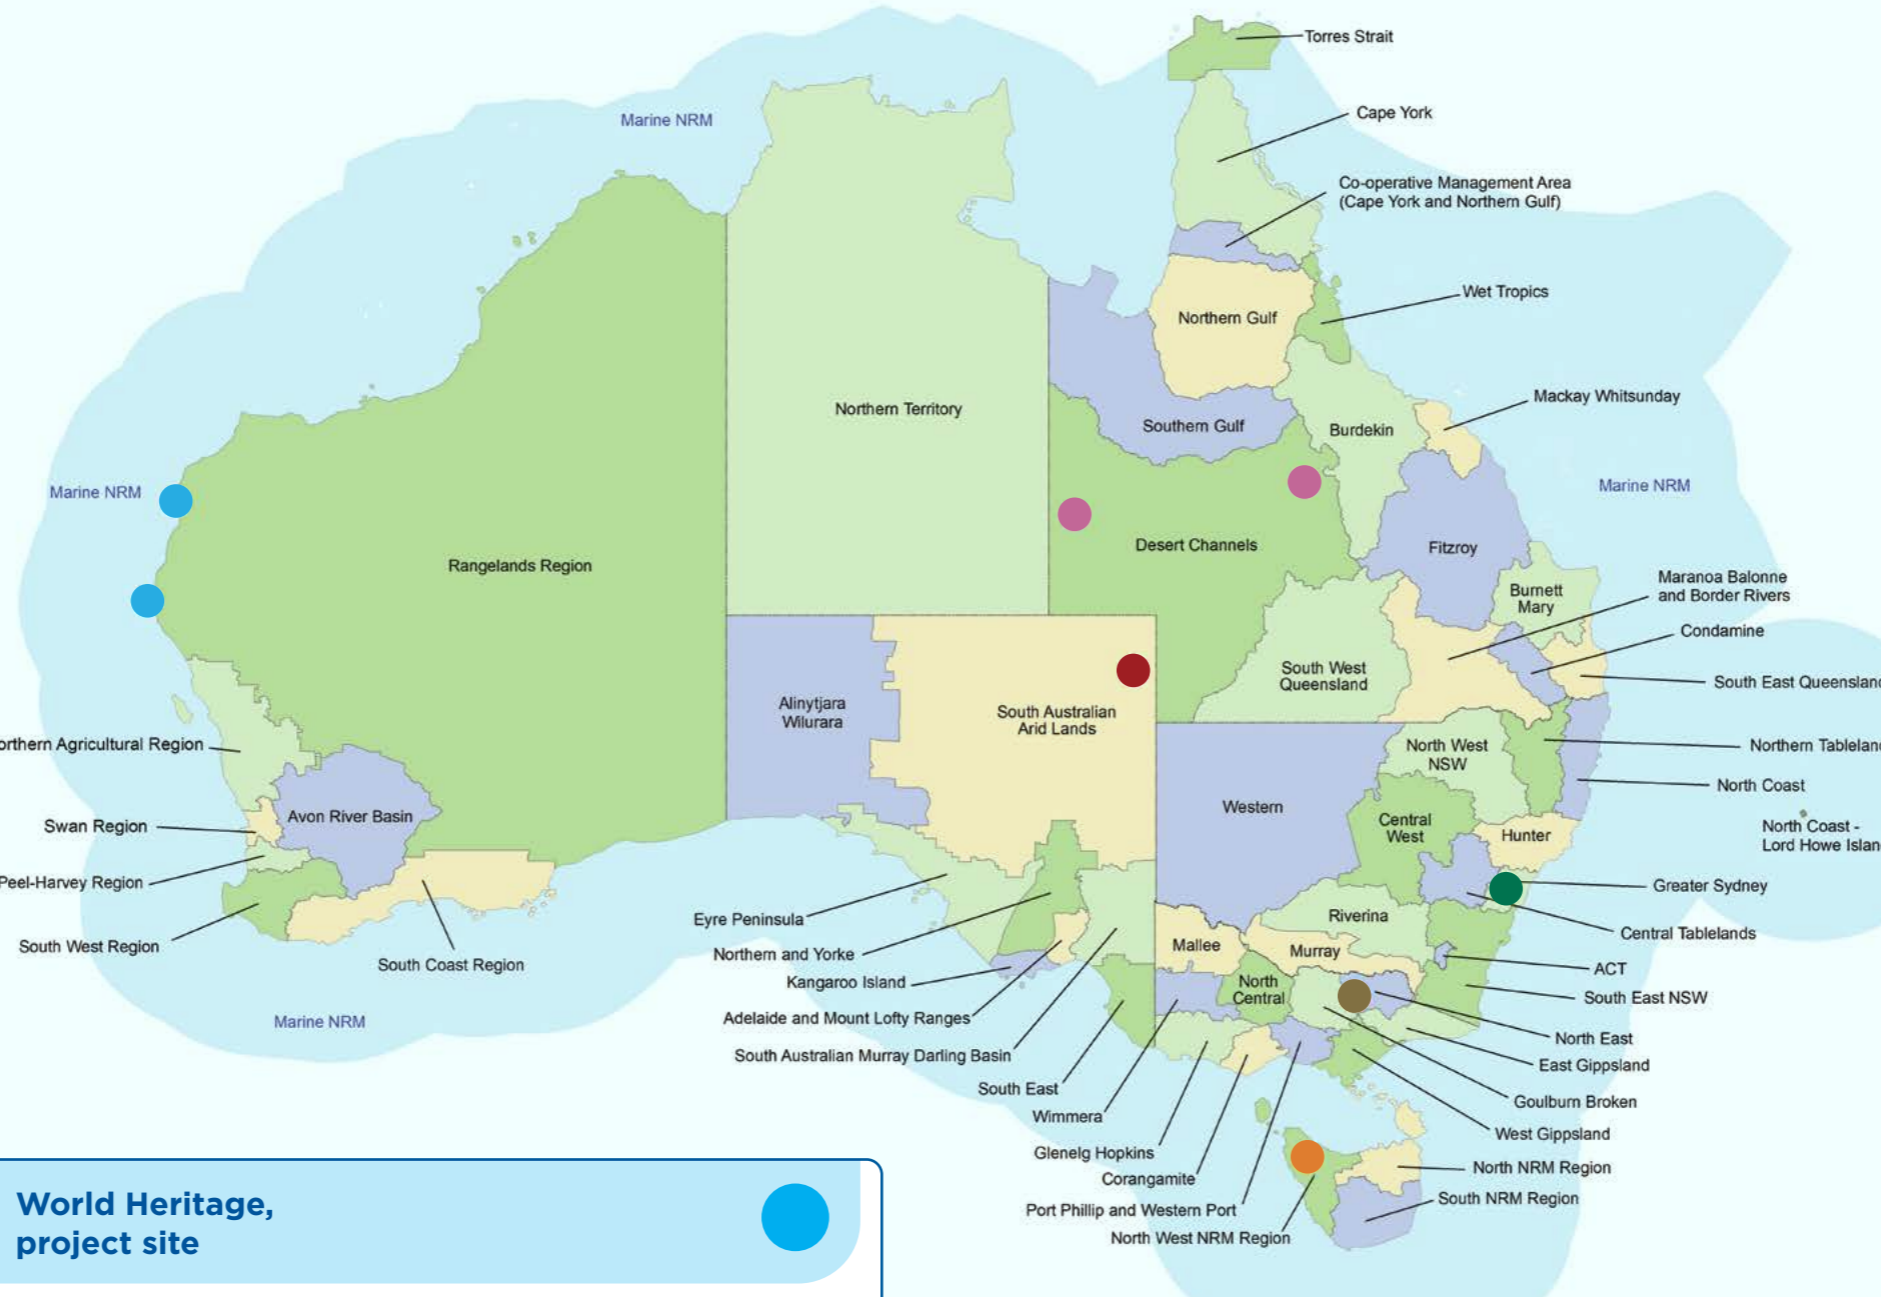 Torres Strait
Cape York
Marine NRM
Co-operative Management Area
(Cape York and Northern Gulf)
Wet Tropics
Northern Gulf
Mackay Whitsunday
Northern Territory
Southern Gulf
Burdekin
Marine NRM
Marine NRM
Desert Channels
Fitzroy
Rangelands Region
Maranoa Balonne
and Border Rivers
Burnett
Mary
Condamine
South West
Queensland
South East Queensland
Alinytjara
Wilurara
South Australian
Arid Lands
orthern Agricultural Region
North West
NSW
Northern Tableland
North Coast
Western
Avon River Basin
Swan Region
Central
West
Hunter
North Coast -
Lord Howe Islan
Peel-Harvey Region
Greater Sydney
Eyre Peninsula
Riverina
Central Tablelands
South West Region
South Coast Region
Northern and Yorke
Mallee
Murray
ACT
Kangaroo Island
North
Central
South East NSW
Marine NRM
Adelaide and Mount Lofty Ranges
North East
South Australian Murray Darling Basin
East Gippsland
South East
Goulburn Broken
Wimmera
West Gippsland
Glenelg Hopkins
North NRM Region
Corangamite
South NRM Region
Port Phillip and Western Port
North West NRM Region
World Heritage,
project site